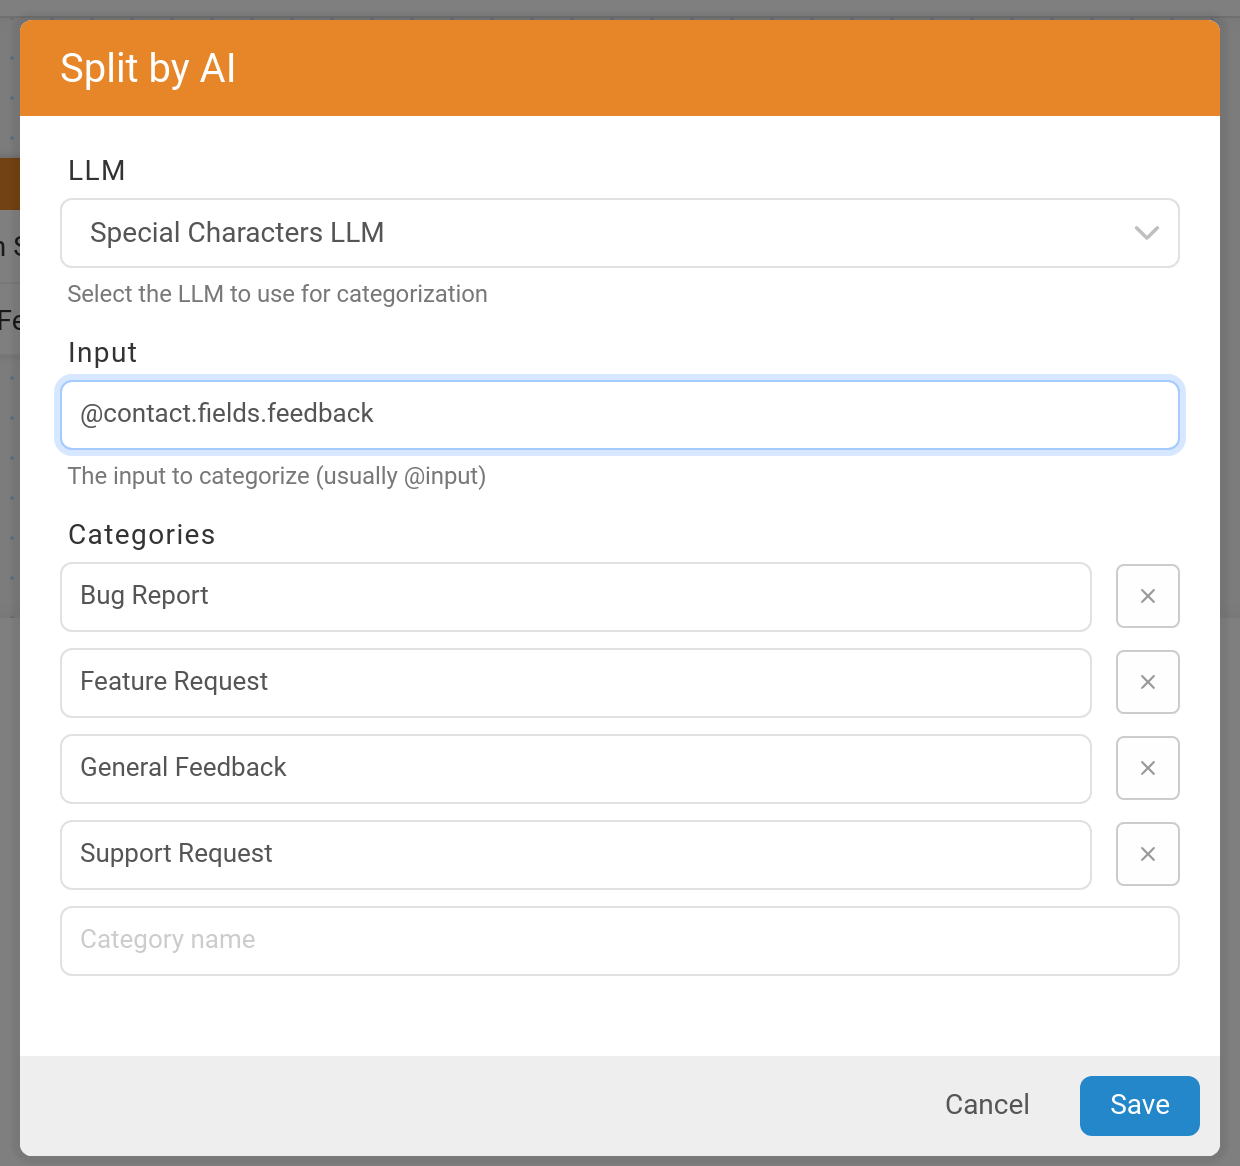 Split by AI
LLM
Special Characters LLM
Select the LLM to use for categorization
Input
@contact.fields.feedback
The input to categorize (usually @input)
Categories
Bug Report
Feature Request
General Feedback
Support Request
Category name
Cancel
Save